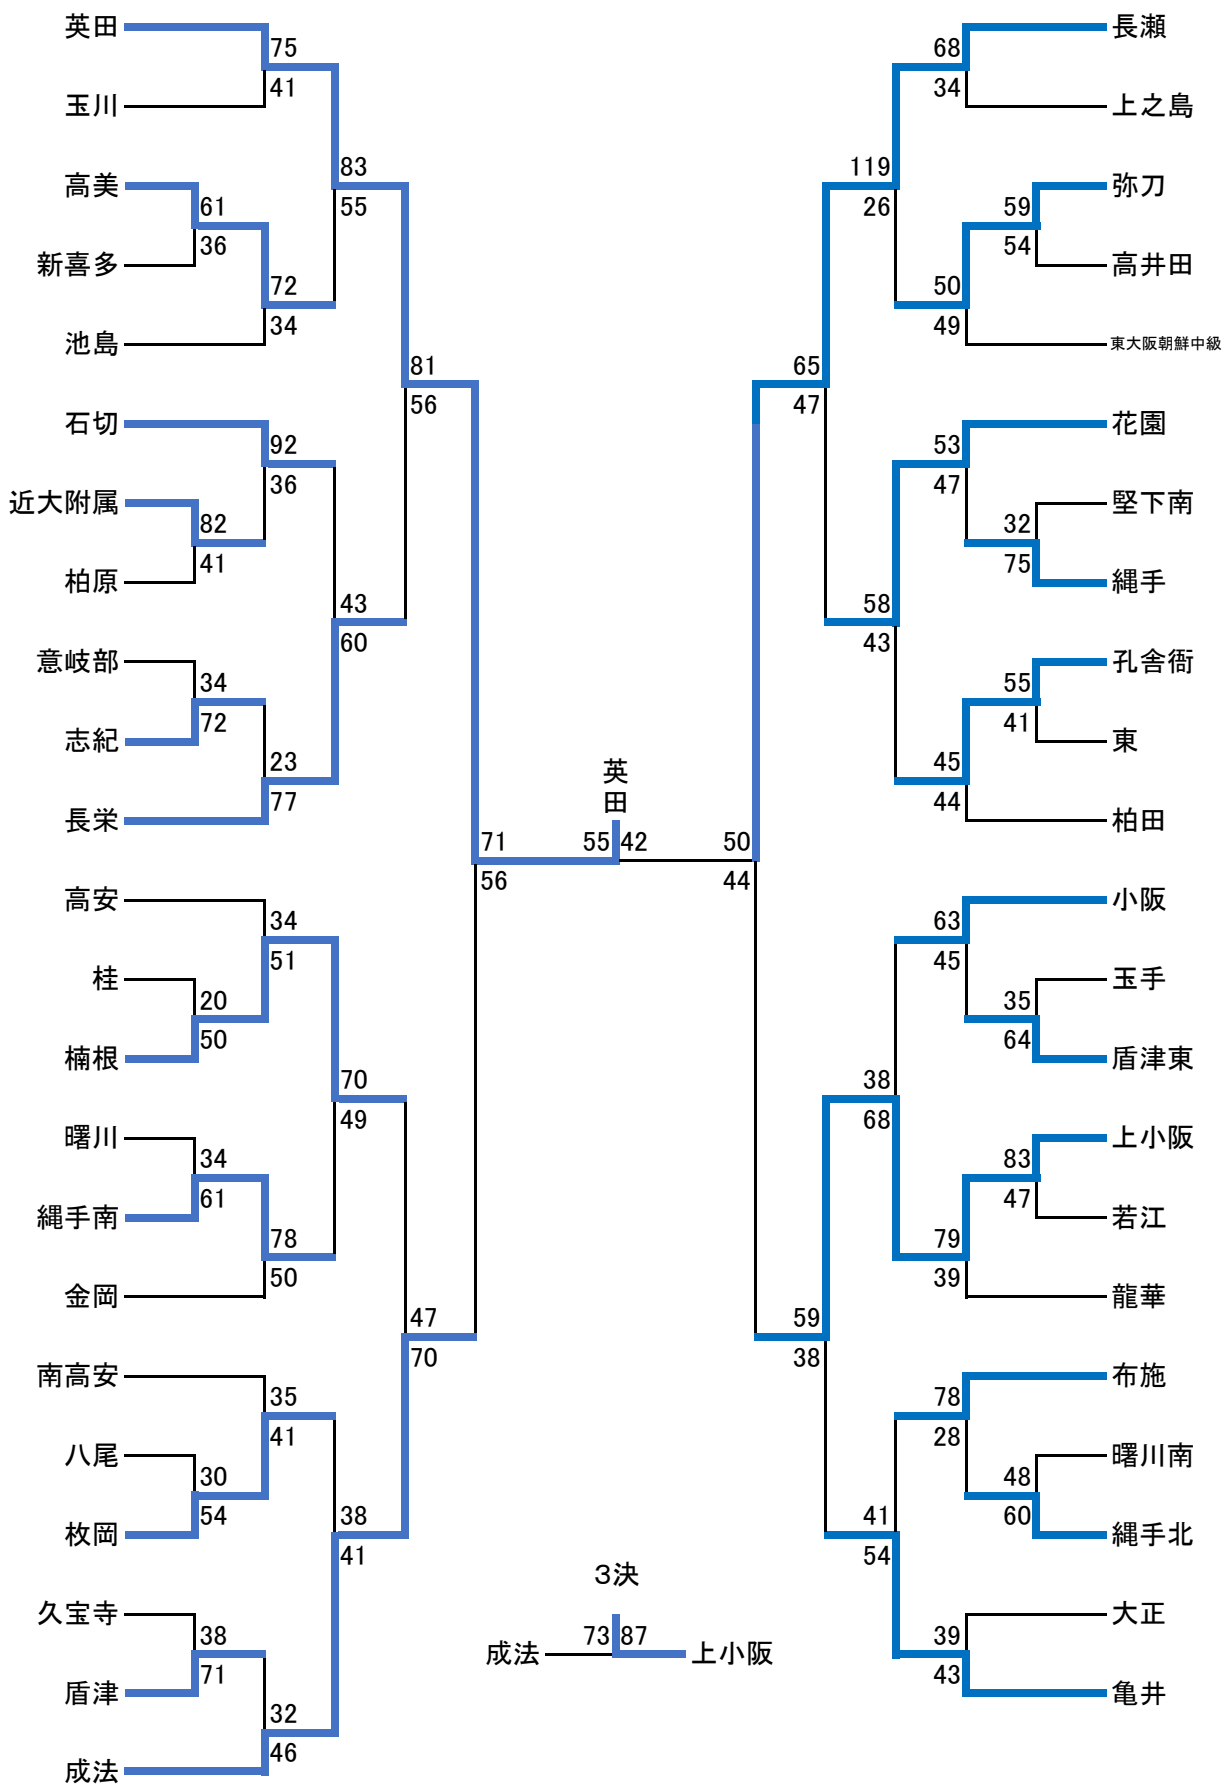 英田
75
41
玉川
高美
61
36
新喜多
72
34
池島
83
55
石切
92
36
近大附属
82
41
柏原
43
60
意岐部
34
72
志紀
23
77
長栄
81
56
高安
34
51
桂
20
50
楠根
70
49
曙川
34
61
縄手南
78
50
金岡
47
70
南高安
35
41
八尾
30
54
枚岡
38
41
久宝寺
38
71
盾津
32
46
成法
71
56
英
田
55 42
50
44
長瀬
68
34
上之島
119
26
弥刀
59
54
高井田
50
49
東大阪朝鮮中級
65
47
花園
53
47
堅下南
32
75
縄手
58
43
孔舎衙
55
41
東
45
44
柏田
小阪
63
45
玉手
35
64
盾津東
38
68
上小阪
83
47
若江
79
39
龍華
59
38
布施
78
28
曙川南
48
60
縄手北
41
54
大正
39
43
亀井
3決
成法 73 87 上小阪